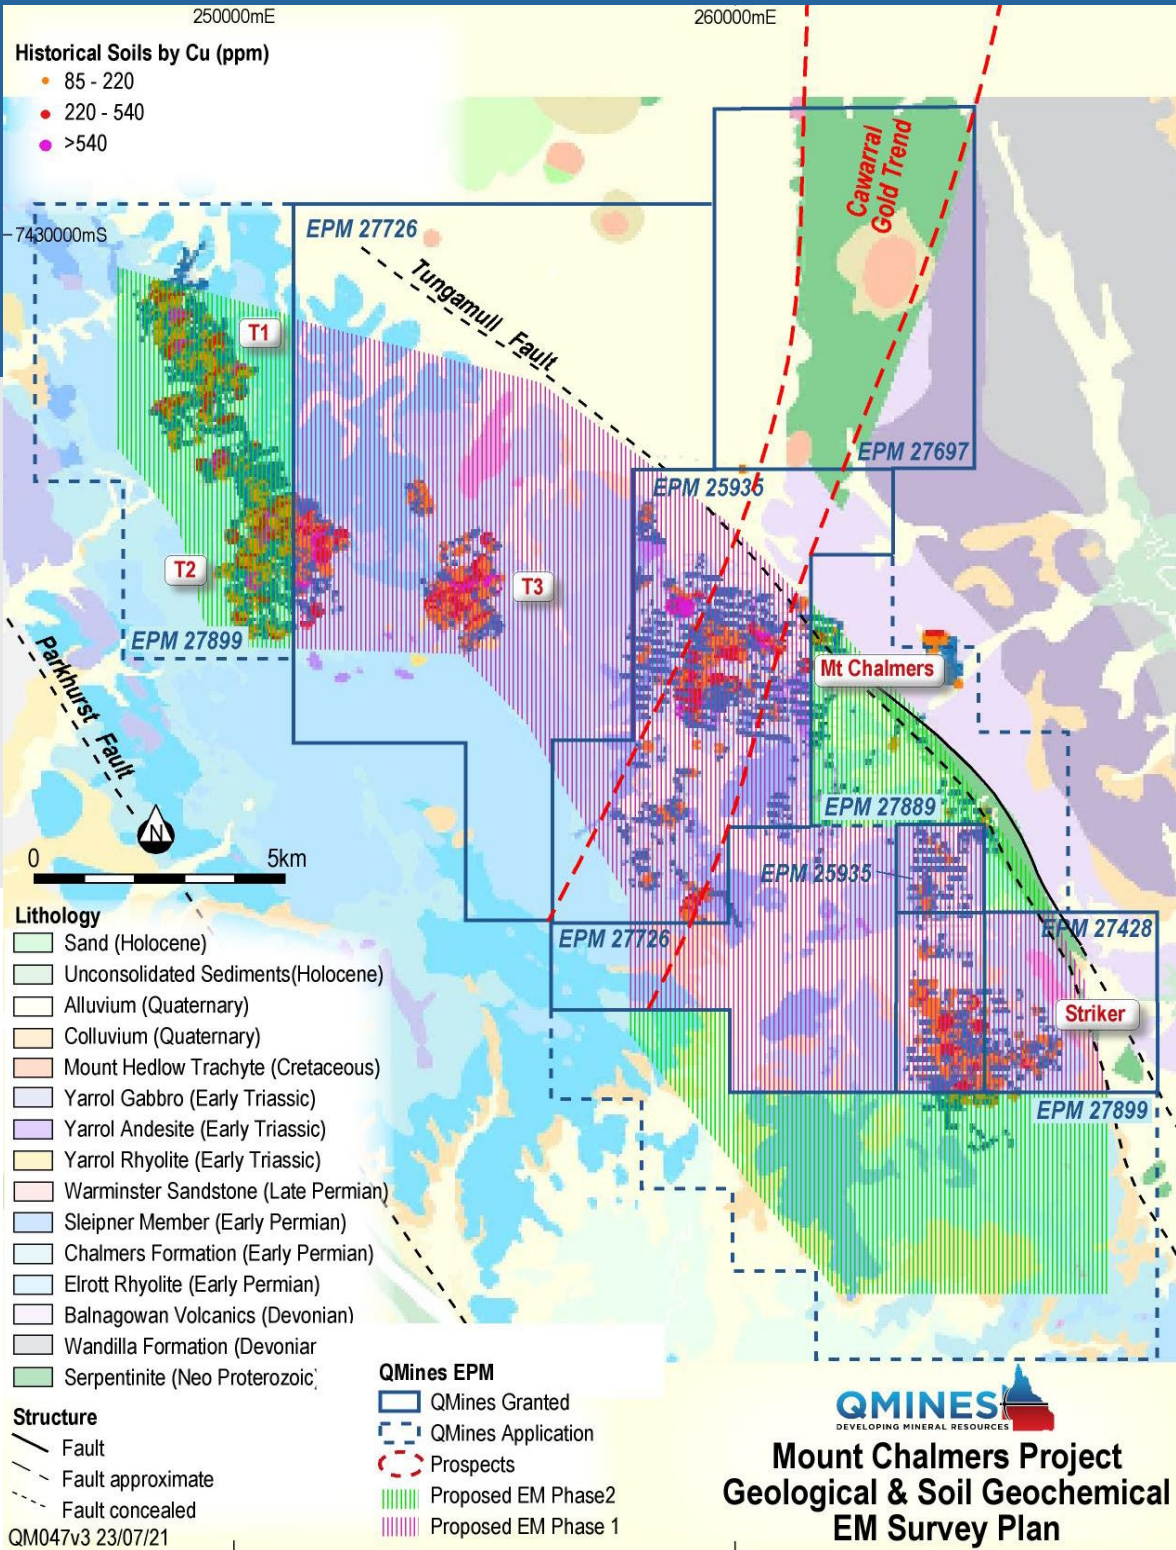 250000mE
260000mE
Historical Soils by Cu (ppm)
85 - 220
220 - 540
>540
Cawarral
Gold Trend
EPM 27726
7430000mS
Tungamull Fault
T1
EPM 27697
EPM 25935
T2
T3
EPM 27899
Mt Chalmers
Parkhurst Fault
EPM 27889
N
0 5km
EPM 25935
EPM 27726
EPM 27428
Striker
EPM 27899
Lithology
Sand (Holocene)
Unconsolidated Sediments(Holocene)
Alluvium (Quaternary)
Colluvium (Quaternary)
Mount Hedlow Trachyte (Cretaceous)
Yarrol Gabbro (Early Triassic)
Yarrol Andesite (Early Triassic)
Yarrol Rhyolite (Early Triassic)
Warminster Sandstone (Late Permian)
Sleipner Member (Early Permian)
Chalmers Formation (Early Permian)
Elrott Rhyolite (Early Permian)
Balnagowan Volcanics (Devonian)
Wandilla Formation (Devonian
Serpentinite (Neo Proterozoic)
Structure
Fault
Fault approximate
Fault concealed
QM047v3 23/07/21
QMines EPM
QMines Granted
QMines Application
Prospects
Proposed EM Phase2
Proposed EM Phase 1
QMINES
DEVELOPING MINERAL RESOURCES
Mount Chalmers Project
Geological & Soil Geochemical
EM Survey Plan